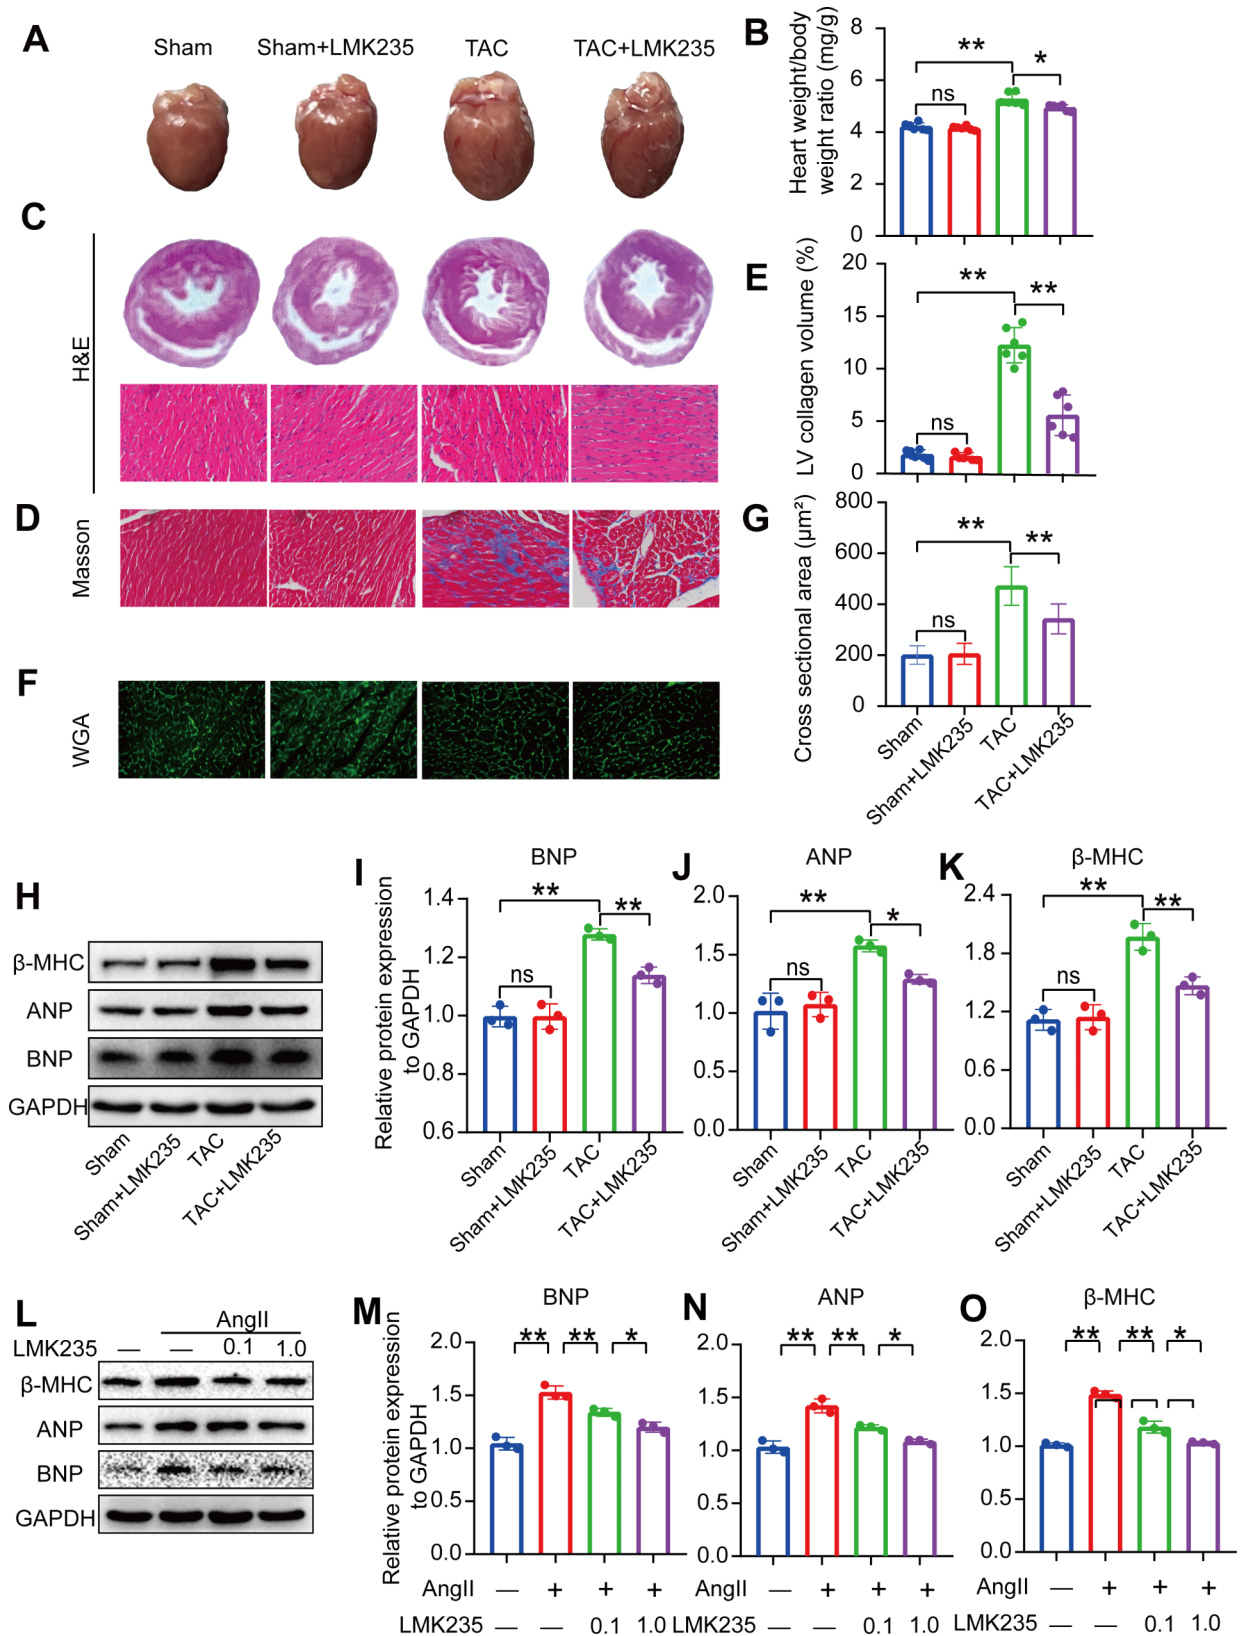 A
Sham
Sham+LMK235
TAC
TAC+LMK235
B
Heart weight/body
weight ratio (mg/g)
8
6
4
2
0
**
*
ns
C
H&E
D
Masson
E
LV collagen volume (%)
20
15
10
5
0
**
**
ns
F
WGA
G
Cross sectional area (µm²)
800
600
400
200
0
**
**
ns
Sham
Sham+LMK235
TAC
TAC+LMK235
H
β-MHC
ANP
BNP
GAPDH
Sham
Sham+LMK235
TAC
TAC+LMK235
I
BNP
Relative protein expression
to GAPDH
1.4
1.2
1.0
0.8
0.6
**
**
ns
Sham
Sham+LMK235
TAC
TAC+LMK235
J
ANP
2.0
1.5
1.0
0.5
0.0
**
*
ns
Sham
Sham+LMK235
TAC
TAC+LMK235
K
β-MHC
2.4
1.8
1.2
0.6
0.0
**
**
ns
Sham
Sham+LMK235
TAC
TAC+LMK235
L
AngII
LMK235 — — 0.1 1.0
β-MHC
ANP
BNP
GAPDH
M
BNP
Relative protein expression
to GAPDH
2.0
1.5
1.0
0.5
0.0
** ** *
AngII — + + +
LMK235 — — 0.1 1.0
N
ANP
2.0
1.5
1.0
0.5
0.0
** ** *
AngII — + + +
LMK235 — — 0.1 1.0
O
β-MHC
2.0
1.5
1.0
0.5
0.0
** ** *
AngII — + + +
LMK235 — — 0.1 1.0